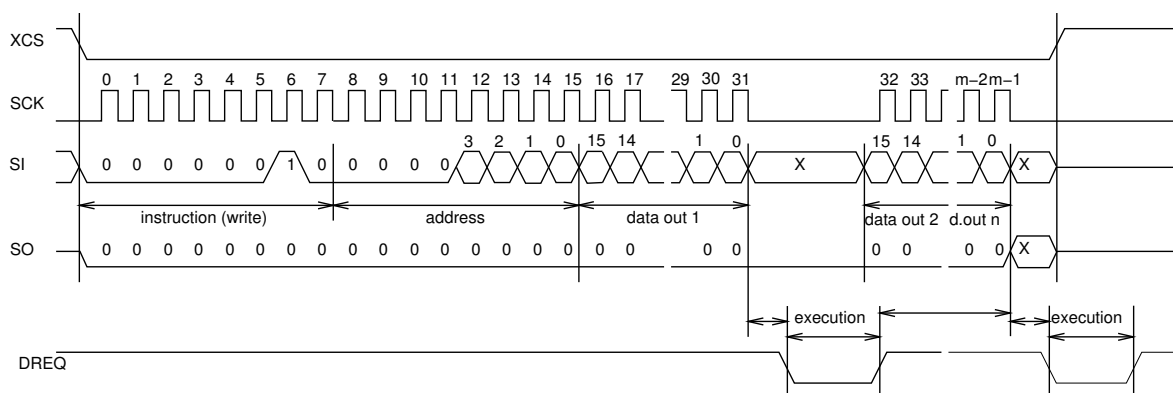 XCS
0 1 2 3 4 5 6 7 8 9 10 11 12 13 14 15 16 17 29 30 31 32 33 m-2 m-1
SCK
3 2 1 0 15 14 1 0 15 14 1 0
SI 0 0 0 0 0 0 1 0 0 0 0 0 X X
instruction (write) address data out 1 data out 2 d.out n
SO 0 0 0 0 0 0 0 0 0 0 0 0 0 0 0 0 0 0 0 0 0 0 0 0 X
execution execution
DREQ